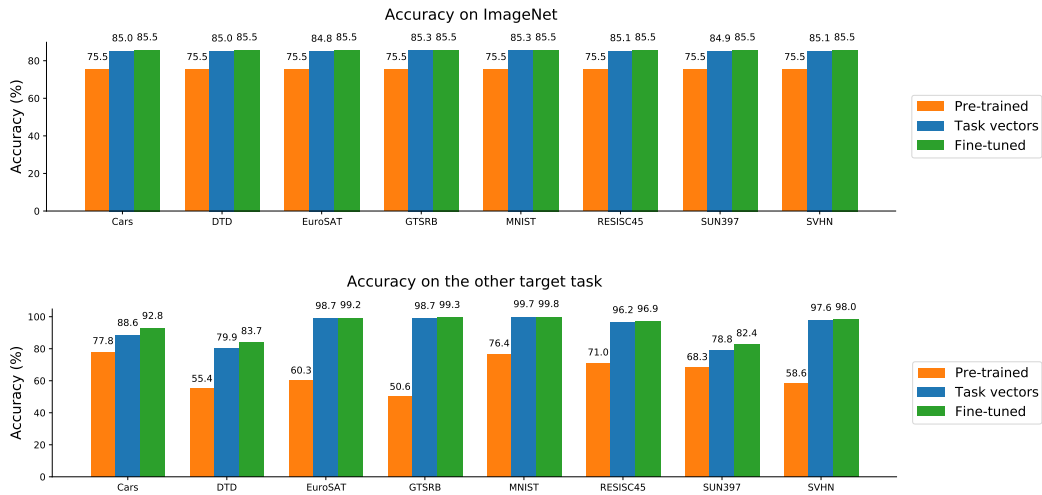 Accuracy on ImageNet
Accuracy (%)
80
60
40
20
0
75.5 85.0 85.5
75.5 85.0 85.5
75.5 84.8 85.5
75.5 85.3 85.5
75.5 85.3 85.5
75.5 85.1 85.5
75.5 84.9 85.5
75.5 85.1 85.5
Cars DTD EuroSAT GTSRB MNIST RESISC45 SUN397 SVHN
Pre-trained
Task vectors
Fine-tuned
Accuracy on the other target task
Accuracy (%)
100
80
60
40
20
0
77.8 88.6 92.8
55.4 79.9 83.7
60.3 98.7 99.2
50.6 98.7 99.3
76.4 99.7 99.8
71.0 96.2 96.9
68.3 78.8 82.4
58.6 97.6 98.0
Cars DTD EuroSAT GTSRB MNIST RESISC45 SUN397 SVHN
Pre-trained
Task vectors
Fine-tuned